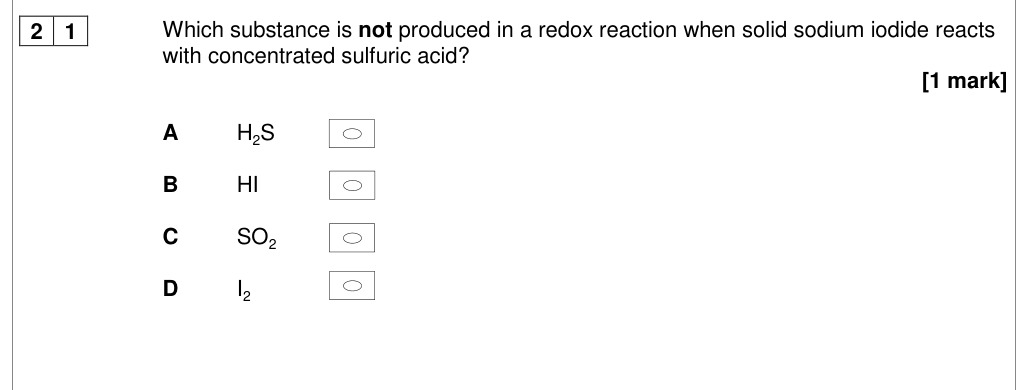 2 1
Which substance is not produced in a redox reaction when solid sodium iodide reacts
with concentrated sulfuric acid?
[1 mark]
A H₂S
B HI
C SO₂
D I₂